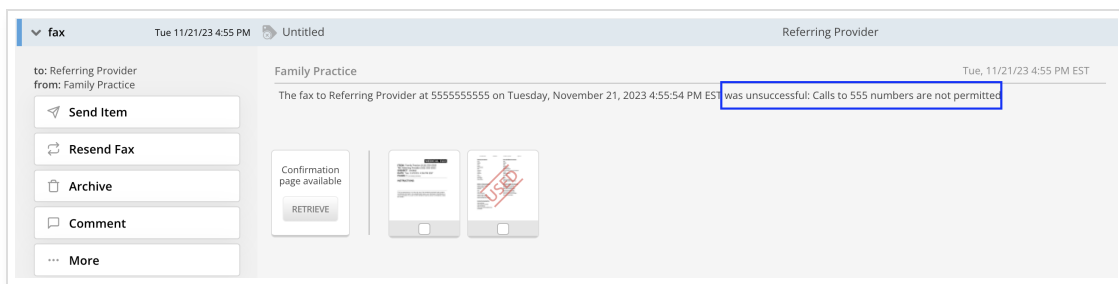 fax Tue 11/21/23 4:55 PM Untitled Referring Provider
to: Referring Provider
from: Family Practice
Send Item
Resend Fax
Archive
Comment
More
Family Practice Tue, 11/21/23 4:55 PM EST
The fax to Referring Provider at 5555555555 on Tuesday, November 21, 2023 4:55:54 PM EST was unsuccessful: Calls to 555 numbers are not permitted
Confirmation
page available
RETRIEVE
USED